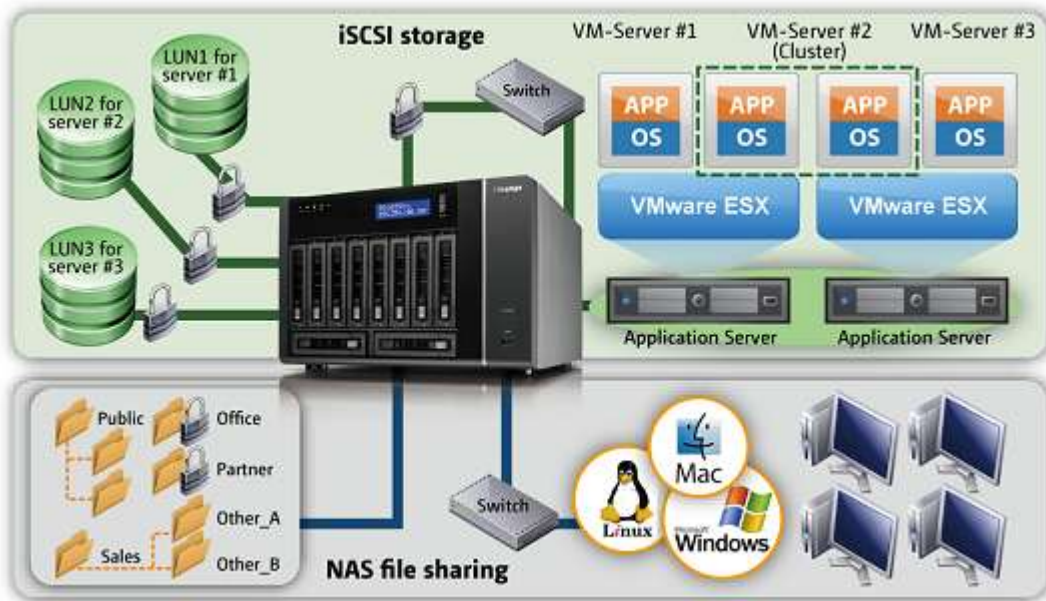 iSCSI storage
LUN1 for
server #1
LUN2 for
server #2
LUN3 for
server #3
Switch
VM-Server #1
VM-Server #2
(Cluster)
VM-Server #3
APP
OS
APP
OS
APP
OS
APP
OS
VMware ESX
VMware ESX
Application Server
Application Server
Public
Office
Partner
Other_A
Sales
Other_B
NAS file sharing
Switch
Mac
Linux
Microsoft
Windows